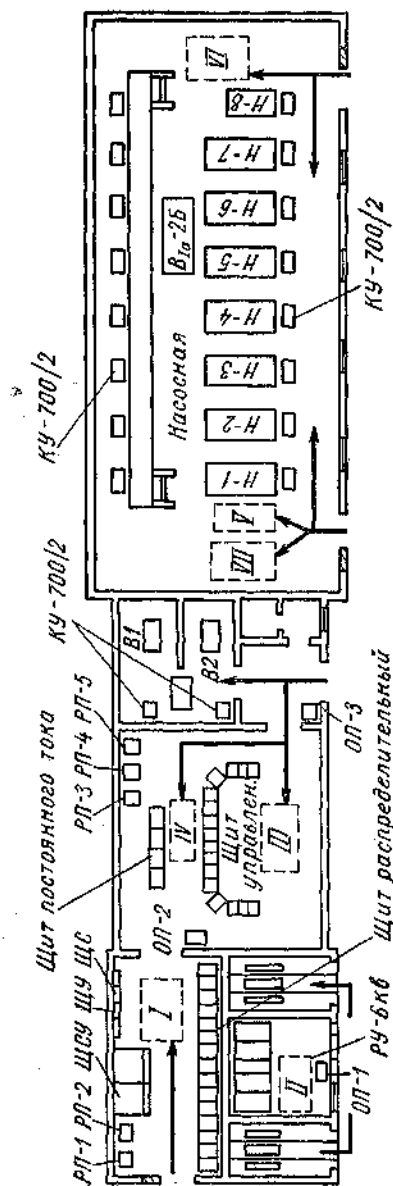 РП-1 РП-2 ЩСУ ЩУ ЩС
Щит постоянного тока
РП-3 РП-4 РП-5
КУ-700/2
КУ-700/2
I
ОП-2
IV
Щит
управлен.
III
В1
В2
ОП-3
Щит распределительный
II
РУ-6кв
ОП-1
Насосная
В1а-2Б
VI
VII
V
Н-1
Н-2
Н-3
Н-4
Н-5
Н-6
Н-7
Н-8
КУ-700/2